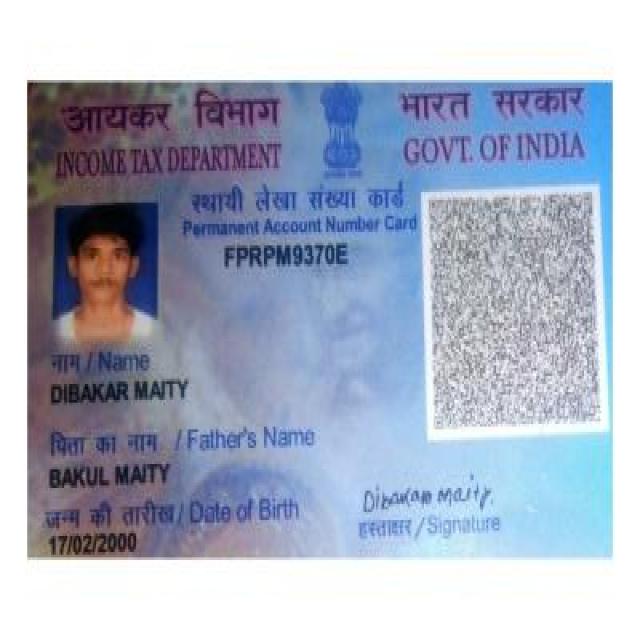 आयकर विभाग
INCOME TAX DEPARTMENT
भारत सरकार
GOVT. OF INDIA
स्थायी लेखा संख्या कार्ड
Permanent Account Number Card
FPRPM9370E
नाम / Name
DIBAKAR MAITY
पिता का नाम / Father's Name
BAKUL MAITY
जन्म की तारीख / Date of Birth
17/02/2000
Dibakar Maity.
हस्ताक्षर / Signature